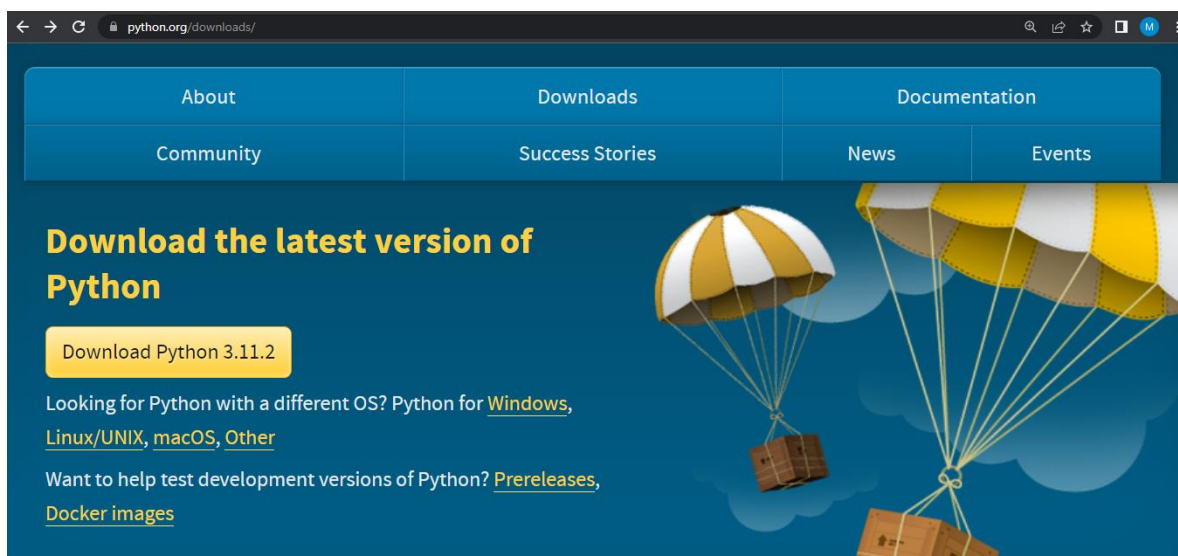 python.org/downloads/
M
About Downloads Documentation
Community Success Stories News Events
Download the latest version of
Python
Download Python 3.11.2
Looking for Python with a different OS? Python for Windows,
Linux/UNIX, macOS, Other
Want to help test development versions of Python? Prereleases,
Docker images